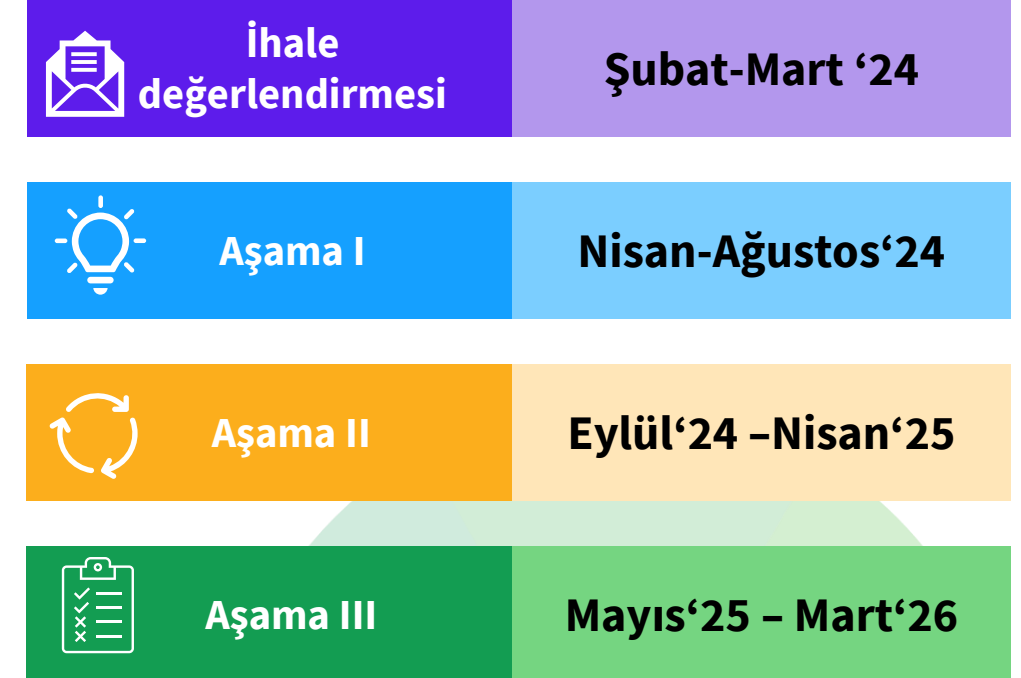 İhale
değerlendirmesi
Şubat-Mart ‘24
Aşama I
Nisan-Ağustos‘24
Aşama II
Eylül‘24 –Nisan‘25
Aşama III
Mayıs‘25 – Mart‘26